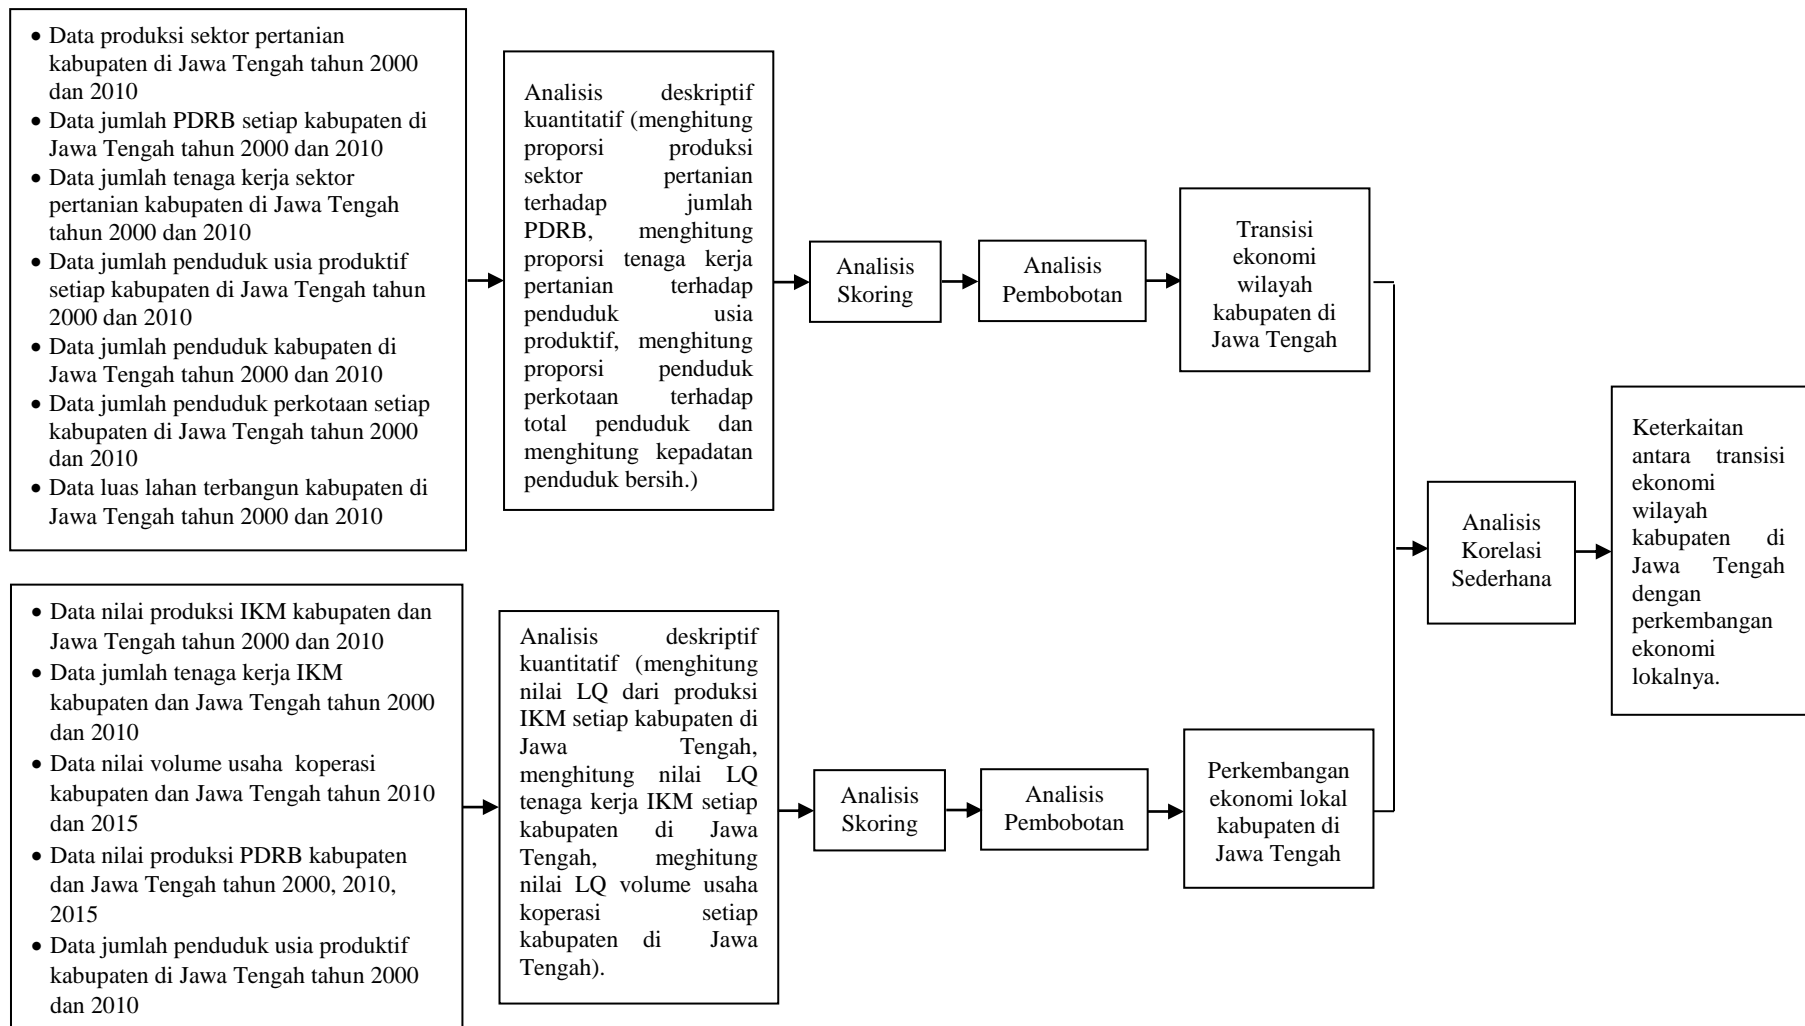 • Data produksi sektor pertanian
kabupaten di Jawa Tengah tahun 2000
dan 2010
• Data jumlah PDRB setiap kabupaten di
Jawa Tengah tahun 2000 dan 2010
• Data jumlah tenaga kerja sektor
pertanian kabupaten di Jawa Tengah
tahun 2000 dan 2010
• Data jumlah penduduk usia produktif
setiap kabupaten di Jawa Tengah tahun
2000 dan 2010
• Data jumlah penduduk kabupaten di
Jawa Tengah tahun 2000 dan 2010
• Data jumlah penduduk perkotaan setiap
kabupaten di Jawa Tengah tahun 2000
dan 2010
• Data luas lahan terbangun kabupaten di
Jawa Tengah tahun 2000 dan 2010
Analisis deskriptif
kuantitatif (menghitung
proporsi produksi
sektor pertanian
terhadap jumlah
PDRB, menghitung
proporsi tenaga kerja
pertanian terhadap
penduduk usia
produktif, menghitung
proporsi penduduk
perkotaan terhadap
total penduduk dan
menghitung kepadatan
penduduk bersih.)
Analisis
Skoring
Analisis
Pembobotan
Transisi
ekonomi
wilayah
kabupaten di
Jawa Tengah
• Data nilai produksi IKM kabupaten dan
Jawa Tengah tahun 2000 dan 2010
• Data jumlah tenaga kerja IKM
kabupaten dan Jawa Tengah tahun 2000
dan 2010
• Data nilai volume usaha koperasi
kabupaten dan Jawa Tengah tahun 2010
dan 2015
• Data nilai produksi PDRB kabupaten
dan Jawa Tengah tahun 2000, 2010,
2015
• Data jumlah penduduk usia produktif
kabupaten di Jawa Tengah tahun 2000
dan 2010
Analisis deskriptif
kuantitatif (menghitung
nilai LQ dari produksi
IKM setiap kabupaten di
Jawa Tengah,
menghitung nilai LQ
tenaga kerja IKM setiap
kabupaten di Jawa
Tengah, meghitung
nilai LQ volume usaha
koperasi setiap
kabupaten di Jawa
Tengah).
Analisis
Skoring
Analisis
Pembobotan
Perkembangan
ekonomi lokal
kabupaten di
Jawa Tengah
Analisis
Korelasi
Sederhana
Keterkaitan
antara transisi
ekonomi
wilayah
kabupaten di
Jawa Tengah
dengan
perkembangan
ekonomi
lokalnya.